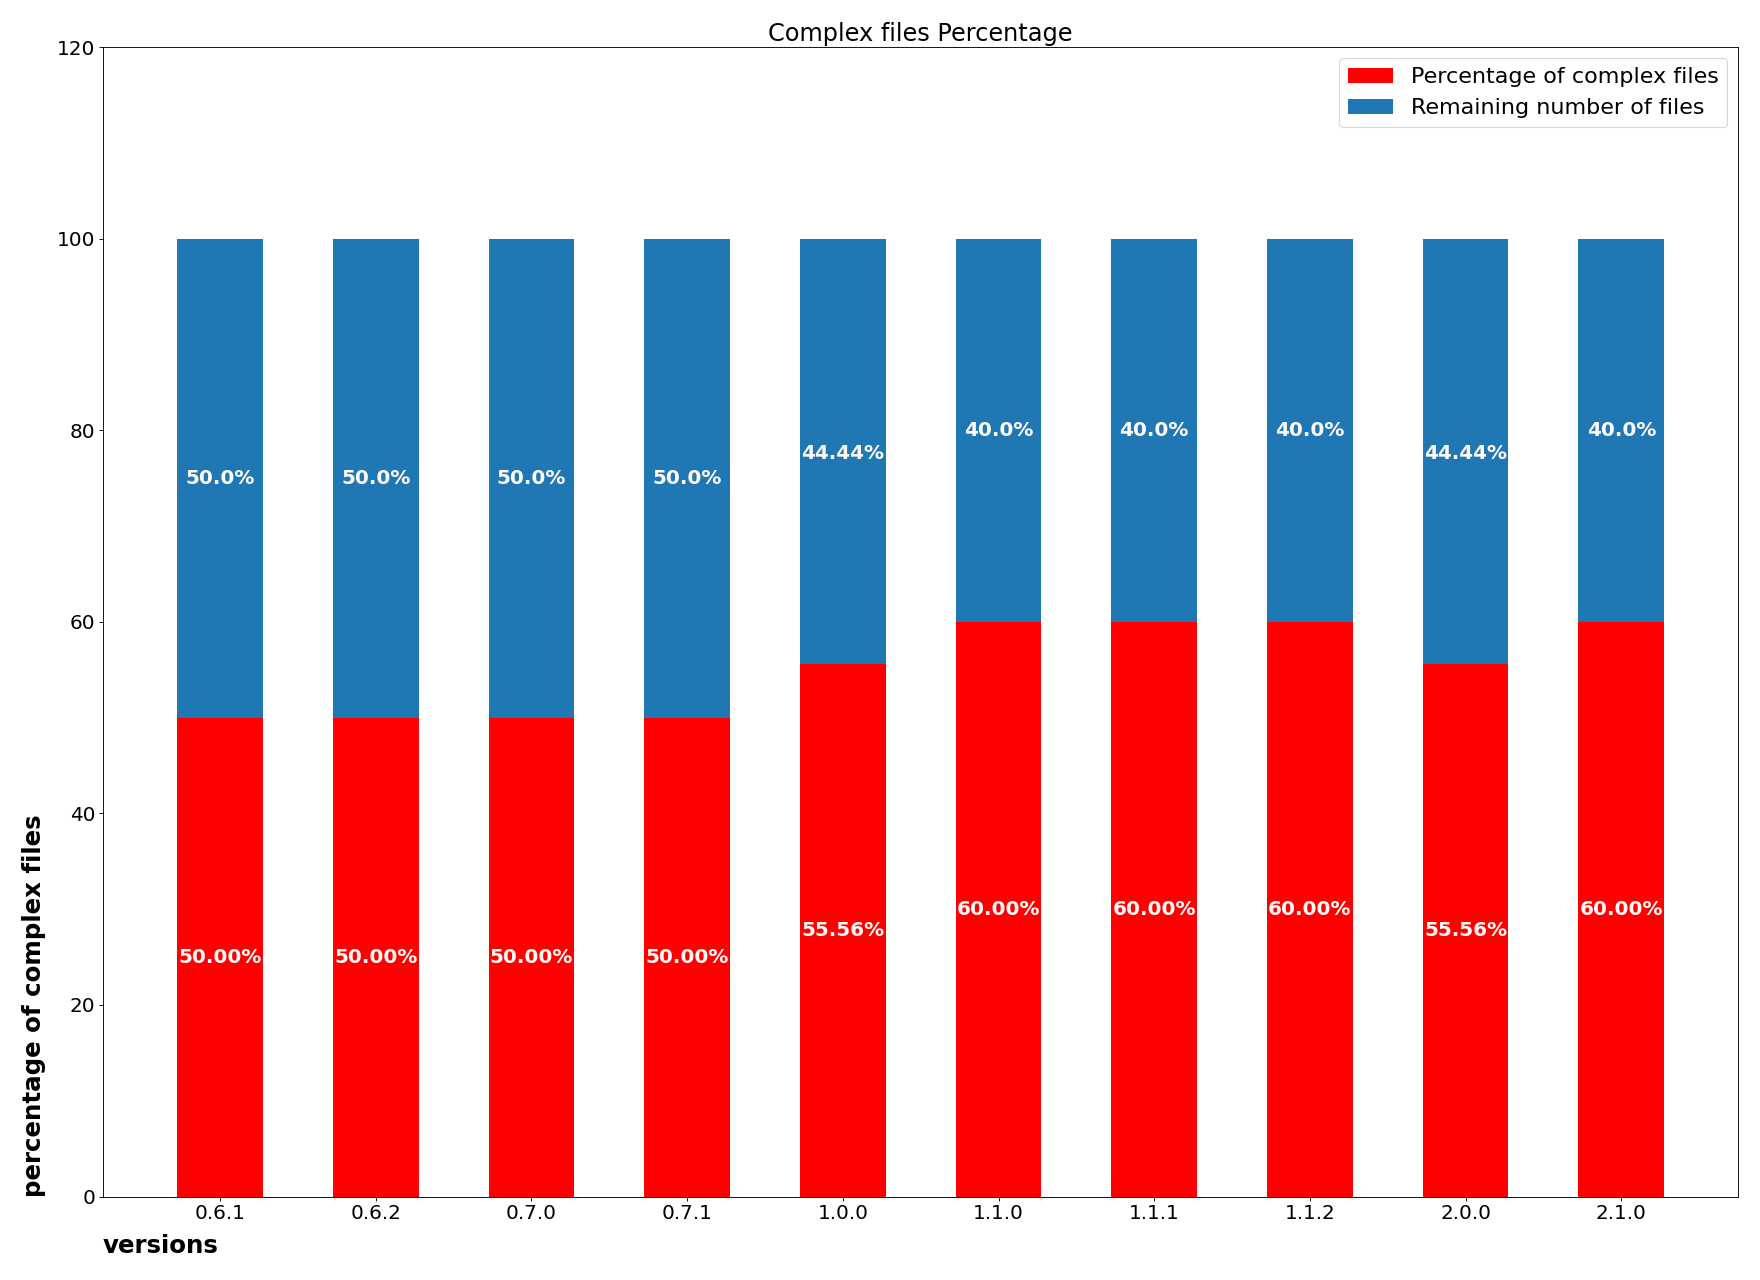 Complex files Percentage
Percentage of complex files
Remaining number of files
120
100
80
60
40
20
0
percentage of complex files
50.0% 50.0% 50.0% 50.0% 44.44% 40.0% 40.0% 40.0% 44.44% 40.0%
50.00% 50.00% 50.00% 50.00% 55.56% 60.00% 60.00% 60.00% 55.56% 60.00%
0.6.1 0.6.2 0.7.0 0.7.1 1.0.0 1.1.0 1.1.1 1.1.2 2.0.0 2.1.0
versions